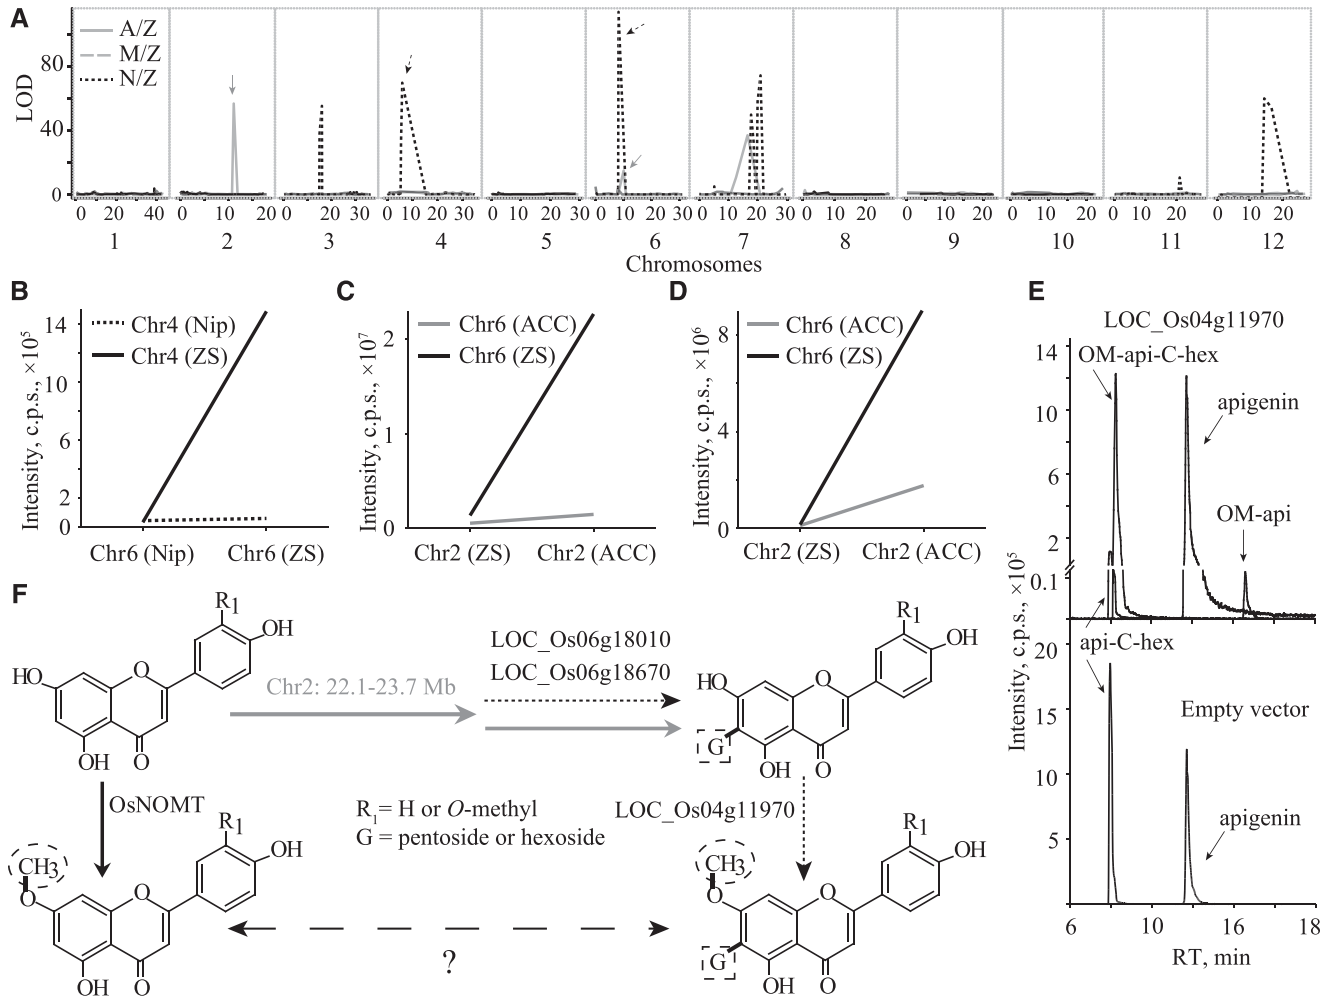 A
A/Z
M/Z
N/Z
LOD
80
40
0
0 20 40
0 10 20
0 10 20 30
0 10 20 30
0 10 20
0 10 20 30
0 10 20 30
0 10 20
0 10 20
0 10 20
0 10 20
0 10 20
1 2 3 4 5 6 7 8 9 10 11 12
Chromosomes
B
Chr4 (Nip)
Chr4 (ZS)
Intensity, c.p.s., ×10⁵
14
10
6
2
0
Chr6 (Nip) Chr6 (ZS)
C
Chr6 (ACC)
Chr6 (ZS)
Intensity, c.p.s., ×10⁷
2
1
0
Chr2 (ZS) Chr2 (ACC)
D
Chr6 (ACC)
Chr6 (ZS)
Intensity, c.p.s., ×10⁶
8
4
0
Chr2 (ZS) Chr2 (ACC)
E
LOC_Os04g11970
OM-api-C-hex
apigenin
OM-api
14
10
6
4
2
0.1
api-C-hex
Intensity, c.p.s., ×10⁵
20
15
10
5
Empty vector
apigenin
6 10 16 18
RT, min
F
R₁
OH
HO
O
OH O
Chr2: 22.1-23.7 Mb
LOC_Os06g18010
LOC_Os06g18670
R₁
OH
HO
O
G
OH O
OsNOMT
R₁= H or O-methyl
G = pentoside or hexoside
LOC_Os04g11970
CH3
O
R₁
OH
O
OH O
?
CH3
O
R₁
OH
O
G
OH O